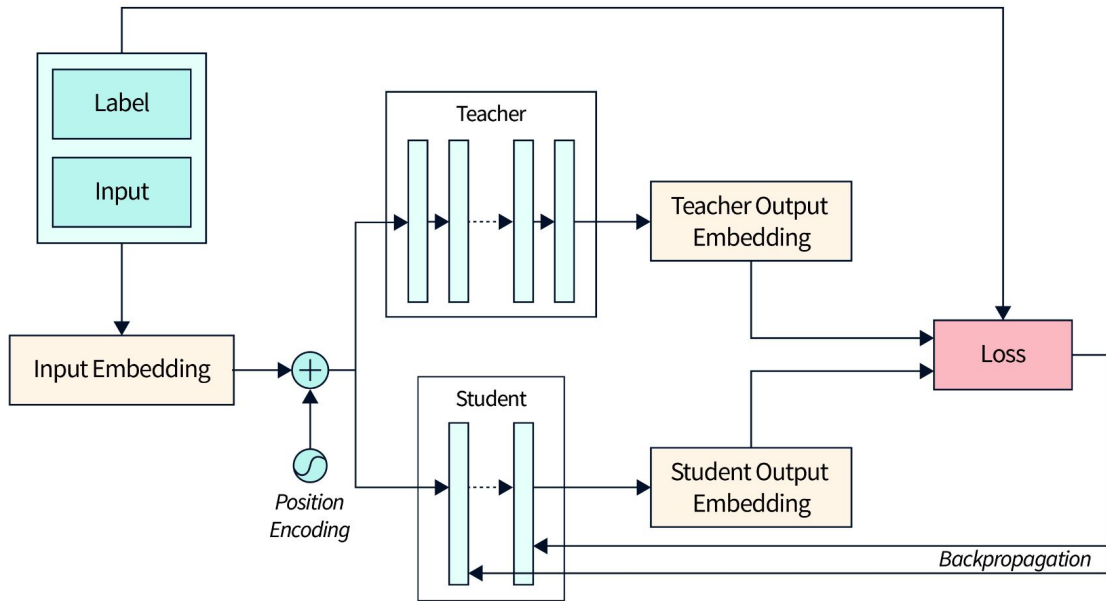 Label
Input
Input Embedding
+
Position
Encoding
Teacher
Student
Teacher Output
Embedding
Student Output
Embedding
Loss
Backpropagation